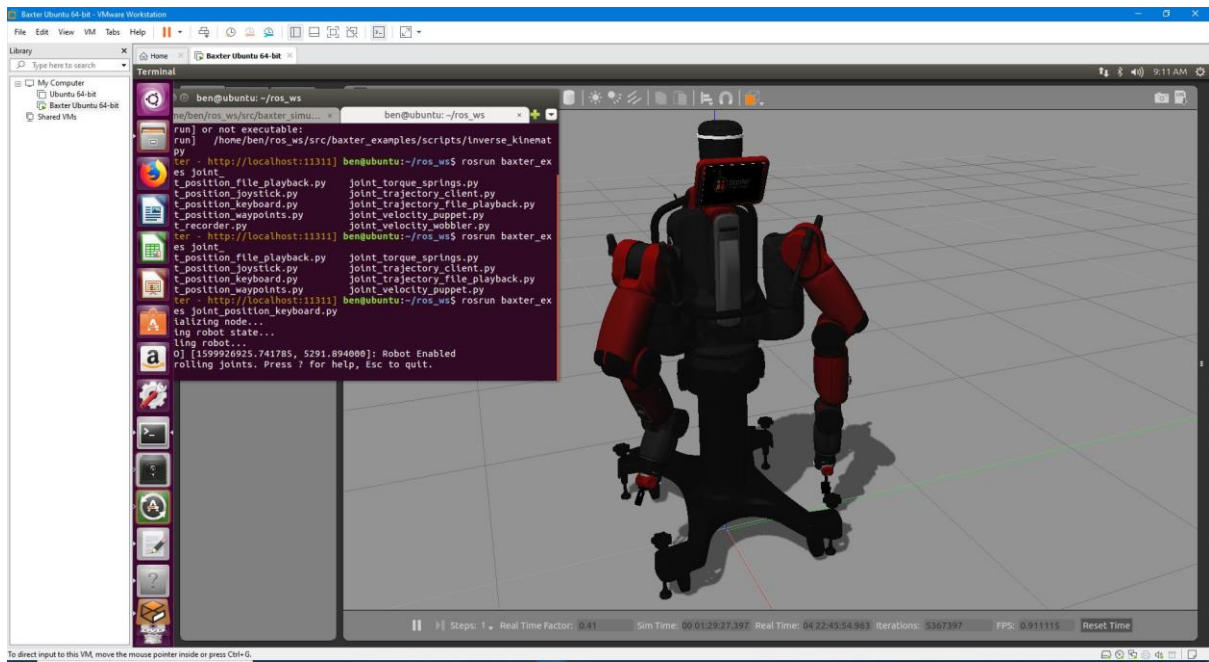 Baxter Ubuntu 64-bit - VMware Workstation
File Edit View VM Tabs Help
Library
Type here to search
My Computer
Ubuntu 64-bit
Baxter Ubuntu 64-bit
Shared VMs
Home
Baxter Ubuntu 64-bit
Terminal
9:11 AM
ben@ubuntu: ~/ros_ws
ne/ben/ros_ws/src/baxter_simu...
ben@ubuntu: ~/ros_ws
run] or not executable:
run] /home/ben/ros_ws/src/baxter_examples/scripts/inverse_kinemat
py
ter - http://localhost:11311] ben@ubuntu:~/ros_ws$ rosrun baxter_ex
es joint_
t_position_file_playback.py joint_torque_springs.py
t_position_joystick.py joint_trajectory_client.py
t_position_keyboard.py joint_trajectory_file_playback.py
t_position_waypoints.py joint_velocity_puppet.py
t_recorder.py joint_velocity_wobbler.py
ter - http://localhost:11311] ben@ubuntu:~/ros_ws$ rosrun baxter_ex
es joint_
t_position_file_playback.py joint_torque_springs.py
t_position_joystick.py joint_trajectory_client.py
t_position_keyboard.py joint_trajectory_file_playback.py
t_position_waypoints.py joint_velocity_puppet.py
ter - http://localhost:11311] ben@ubuntu:~/ros_ws$ rosrun baxter_ex
es joint_position_keyboard.py
ializing node...
ing robot state...
ling robot...
O] [1599926925.741785, 5291.894000]: Robot Enabled
rolling joints. Press ? for help, Esc to quit.
Steps: 1 Real Time Factor: 0.41 Sim Time: 00 01:29:27.397 Real Time: 04 22:45:54.963 Iterations: 5367397 FPS: 0.911115 Reset Time
To direct input to this VM, move the mouse pointer inside or press Ctrl+G.